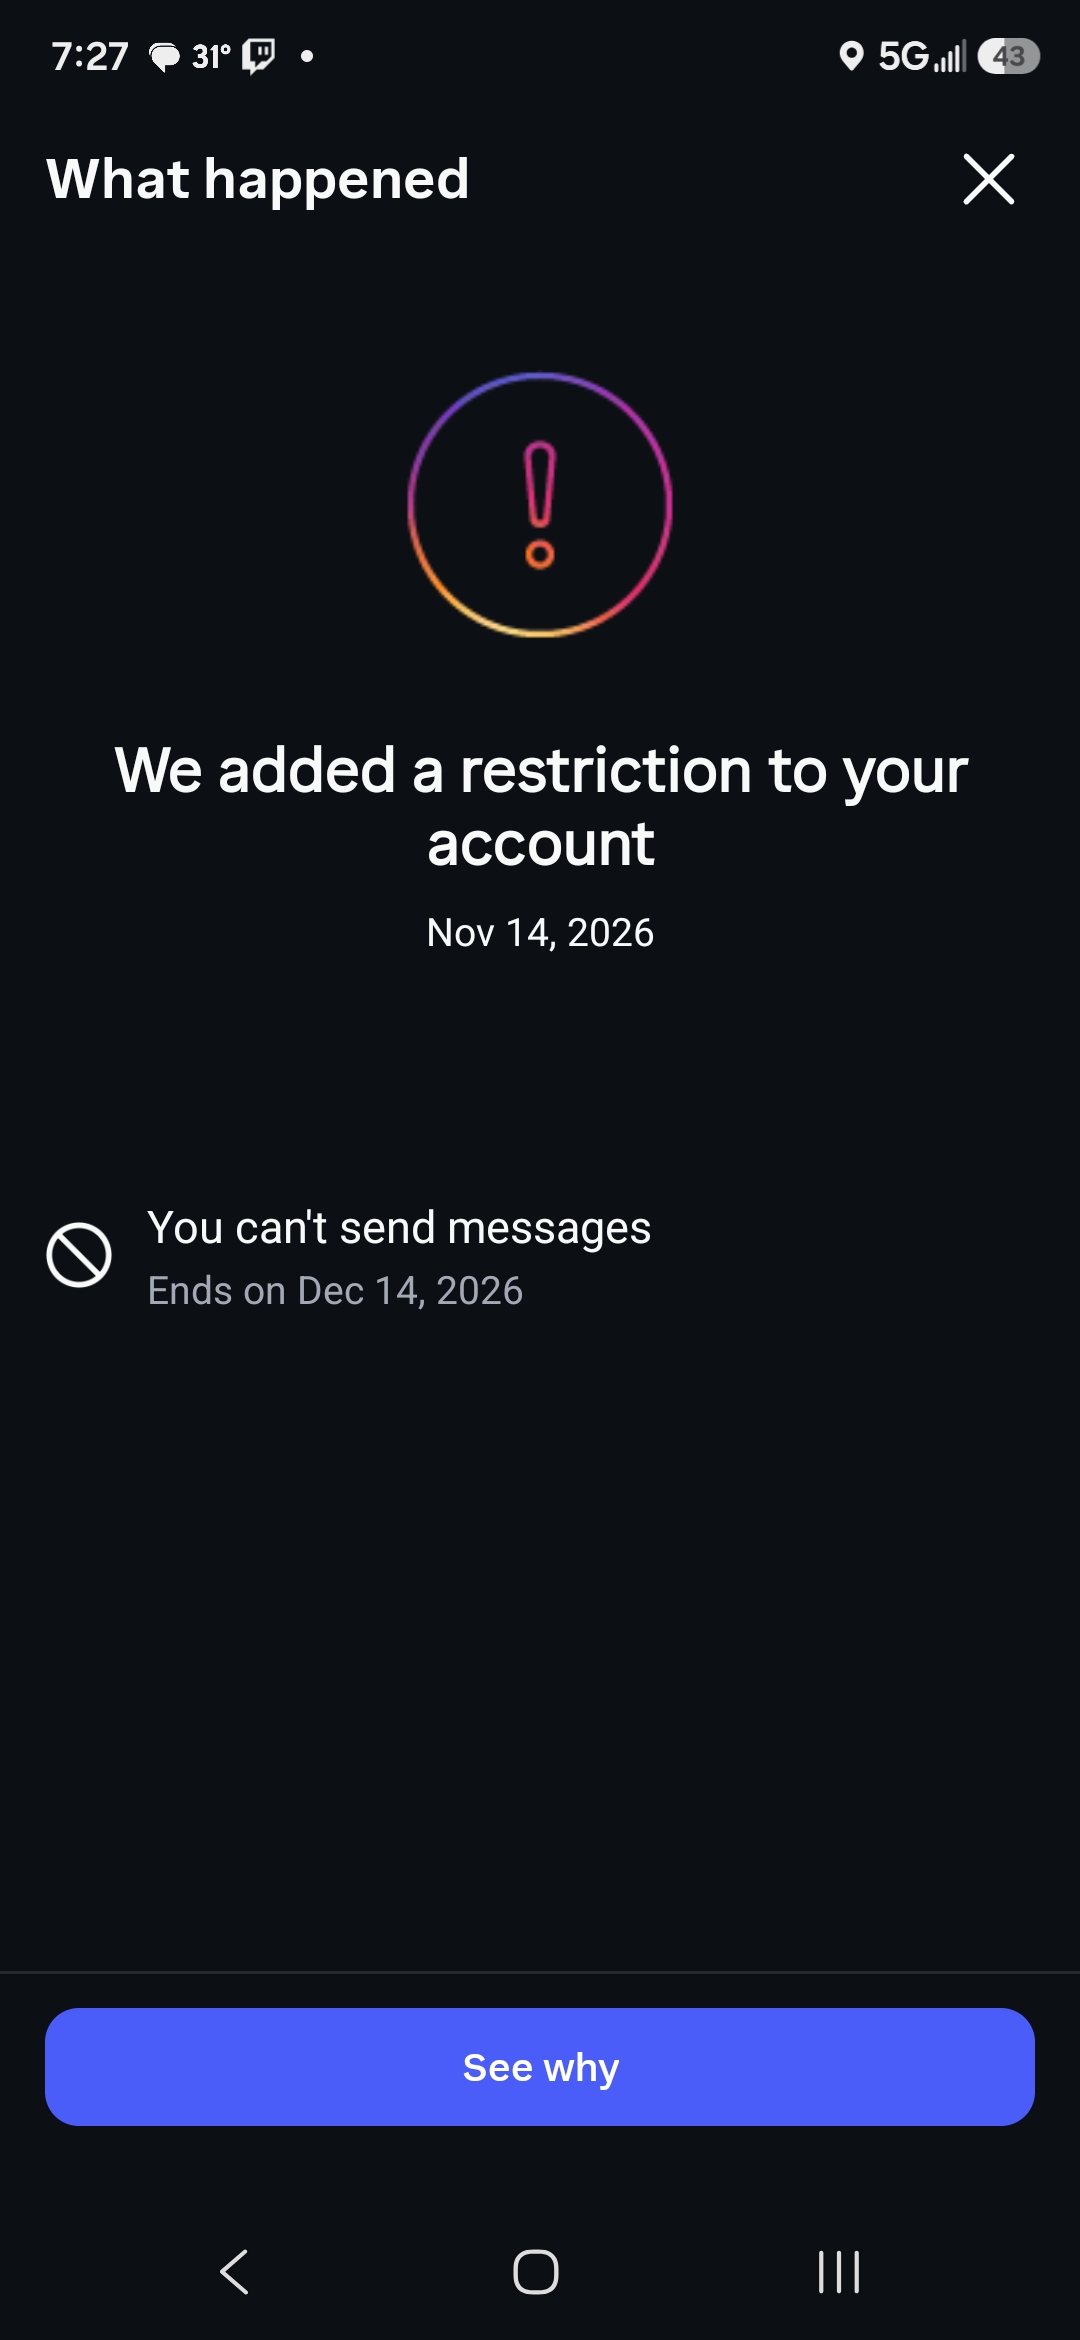 7:27 31° 5G 43
What happened
We added a restriction to your
account
Nov 14, 2026
You can't send messages
Ends on Dec 14, 2026
See why